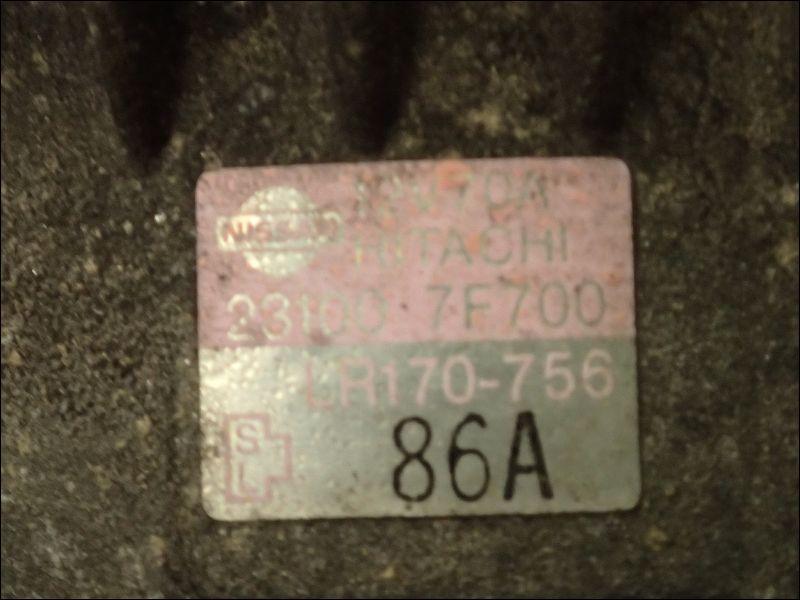 12V70A
NISSAN
HITACHI
23100 7F700
LR170-756
S
L
86A